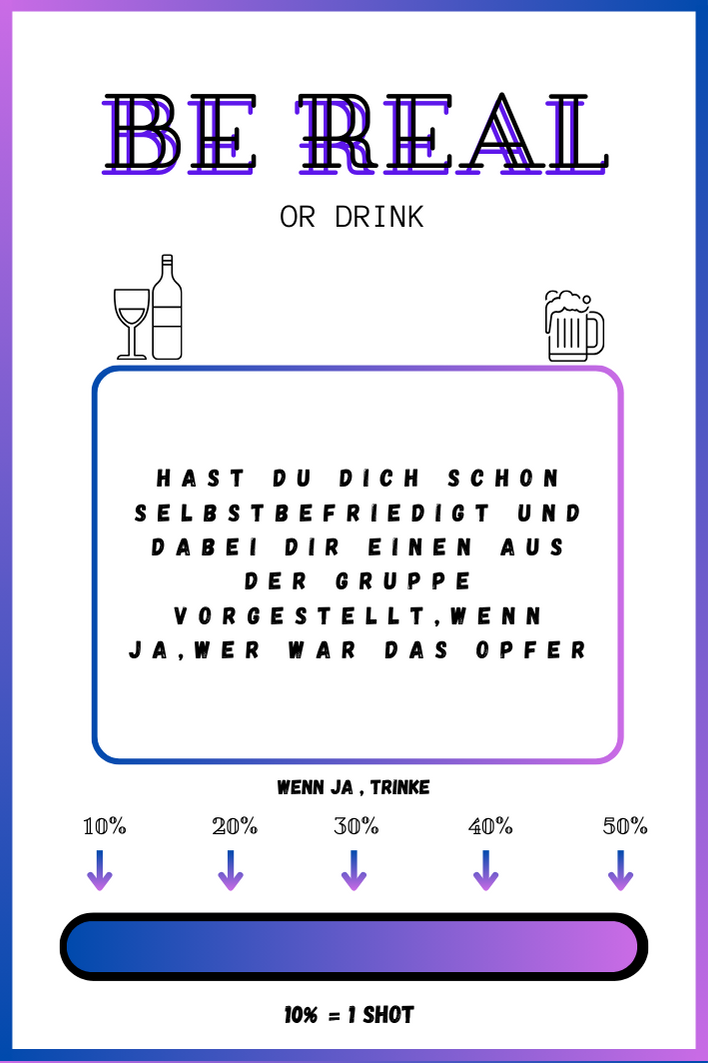 BE REAL
OR DRINK
HAST DU DICH SCHON
SELBSTBEFRIEDIGT UND
DABEI DIR EINEN AUS
DER GRUPPE
VORGESTELLT,WENN
JA,WER WAR DAS OPFER
WENN JA , TRINKE
10% 20% 30% 40% 50%
10% = 1 SHOT